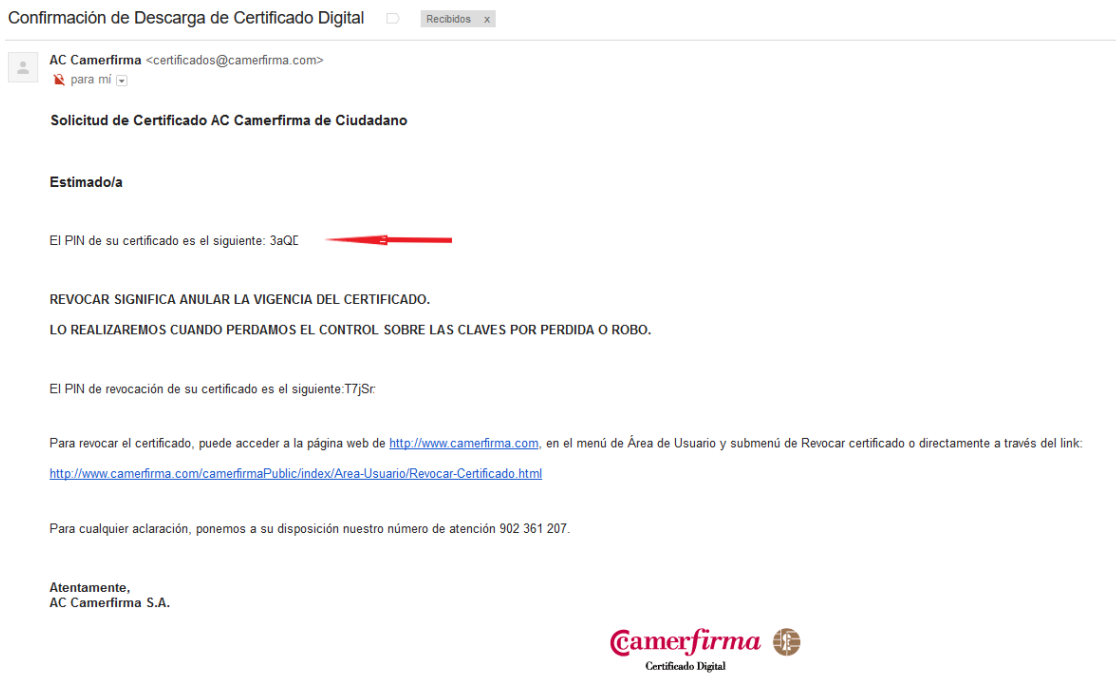 Confirmación de Descarga de Certificado Digital Recibidos x
AC Camerfirma <certificados@camerfirma.com>
para mí
Solicitud de Certificado AC Camerfirma de Ciudadano
Estimado/a
El PIN de su certificado es el siguiente: 3aQ
REVOCAR SIGNIFICA ANULAR LA VIGENCIA DEL CERTIFICADO.
LO REALIZAREMOS CUANDO PERDAMOS EL CONTROL SOBRE LAS CLAVES POR PERDIDA O ROBO.
El PIN de revocación de su certificado es el siguiente:T7jSr
Para revocar el certificado, puede acceder a la página web de http://www.camerfirma.com, en el menú de Área de Usuario y submenú de Revocar certificado o directamente a través del link:
http://www.camerfirma.com/camerfirmaPublic/index/Area-Usuario/Revocar-Certificado.html
Para cualquier aclaración, ponemos a su disposición nuestro número de atención 902 361 207.
Atentamente,
AC Camerfirma S.A.
Camerfirma
Certificado Digital